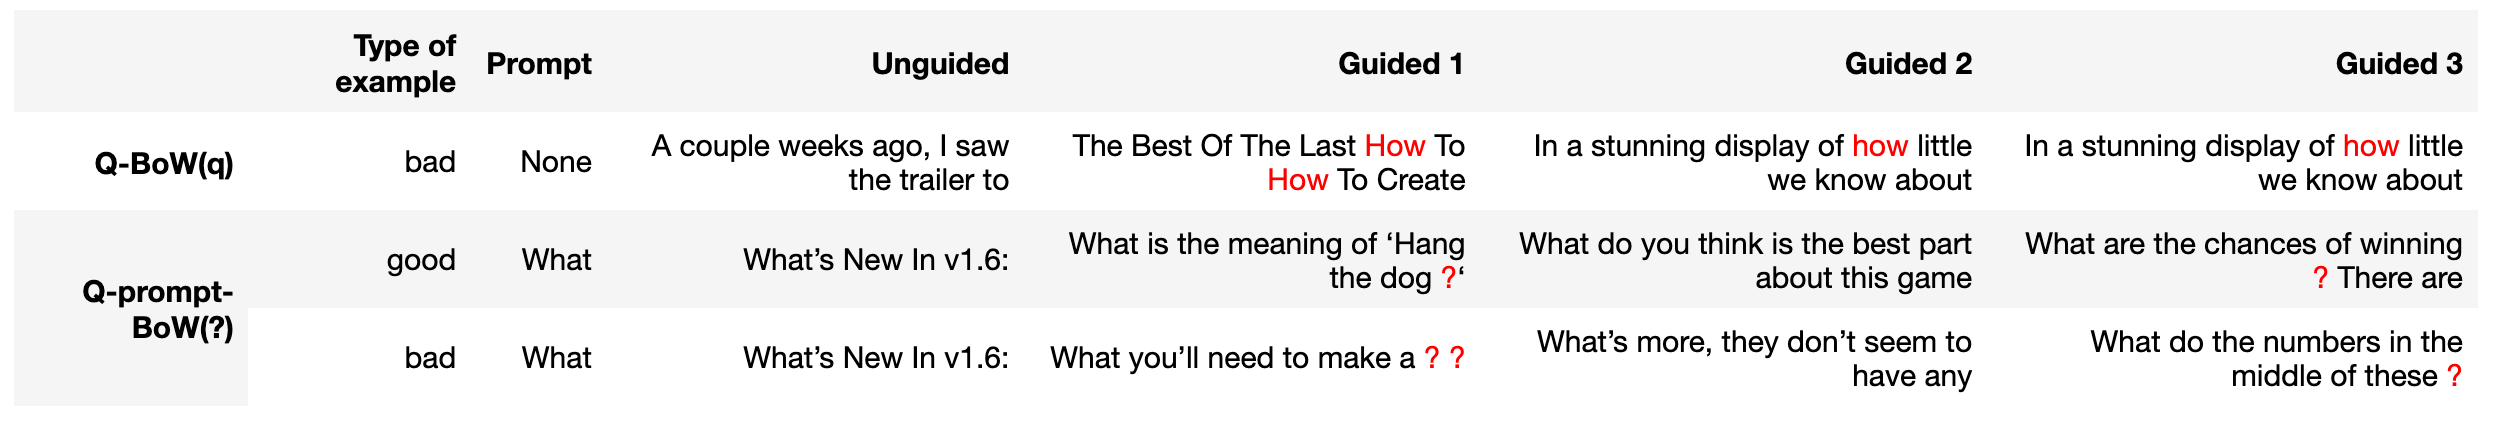 Type of
example
Prompt
Unguided
Guided 1
Guided 2
Guided 3
Q-BoW(q)
bad
None
A couple weeks ago, I saw
the trailer to
The Best Of The Last How To
How To Create
In a stunning display of how little
we know about
In a stunning display of how little
we know about
Q-prompt-
BoW(?)
good
What
What’s New In v1.6:
What is the meaning of ‘Hang
the dog ?‘
What do you think is the best part
about this game
What are the chances of winning
? There are
bad
What
What’s New In v1.6:
What you’ll need to make a ? ?
What’s more, they don’t seem to
have any
What do the numbers in the
middle of these ?